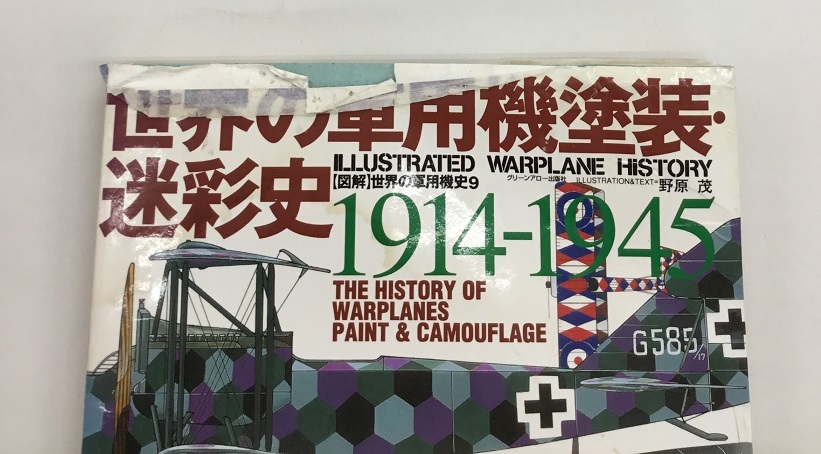 世界の軍用機塗装・
迷彩史
ILLUSTRATED WARPLANE HiSTORY
【図解】世界の軍用機史9
グリーンアロー出版社 ILLUSTRATION&TEXT=野原 茂
1914-1945
THE HISTORY OF
WARPLANES
PAINT & CAMOUFLAGE
G585/17